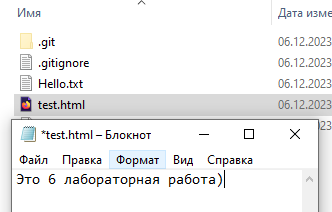 Имя Дата изме
.git 06.12.2023
.gitignore 06.12.2023
Hello.txt 06.12.2023
test.html 06.12.2023
*test.html – Блокнот
Файл Правка Формат Вид Справка
Это 6 лабораторная работа)